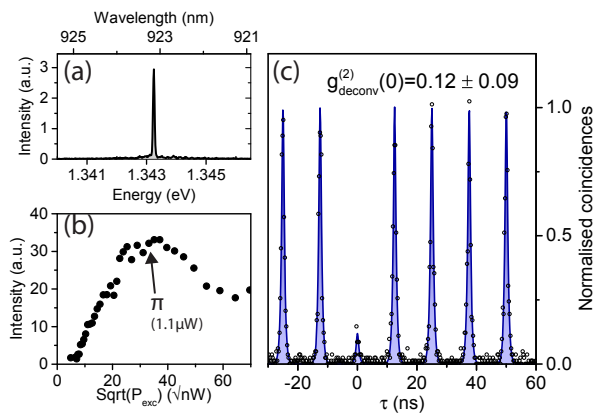 Wavelength (nm)
925 923 921
(a)
Intensity (a.u.)
3
2
1
0
1.341 1.343 1.345
Energy (eV)
(b)
Intensity (a.u.)
40
30
20
10
0
π
(1.1µW)
0 20 40 60
Sqrt(P_exc) (√nW)
(c)
g^(2)_deconv(0)=0.12 ± 0.09
1.0
0.5
0.0
Normalised coincidences
-20 0 20 40 60
τ (ns)